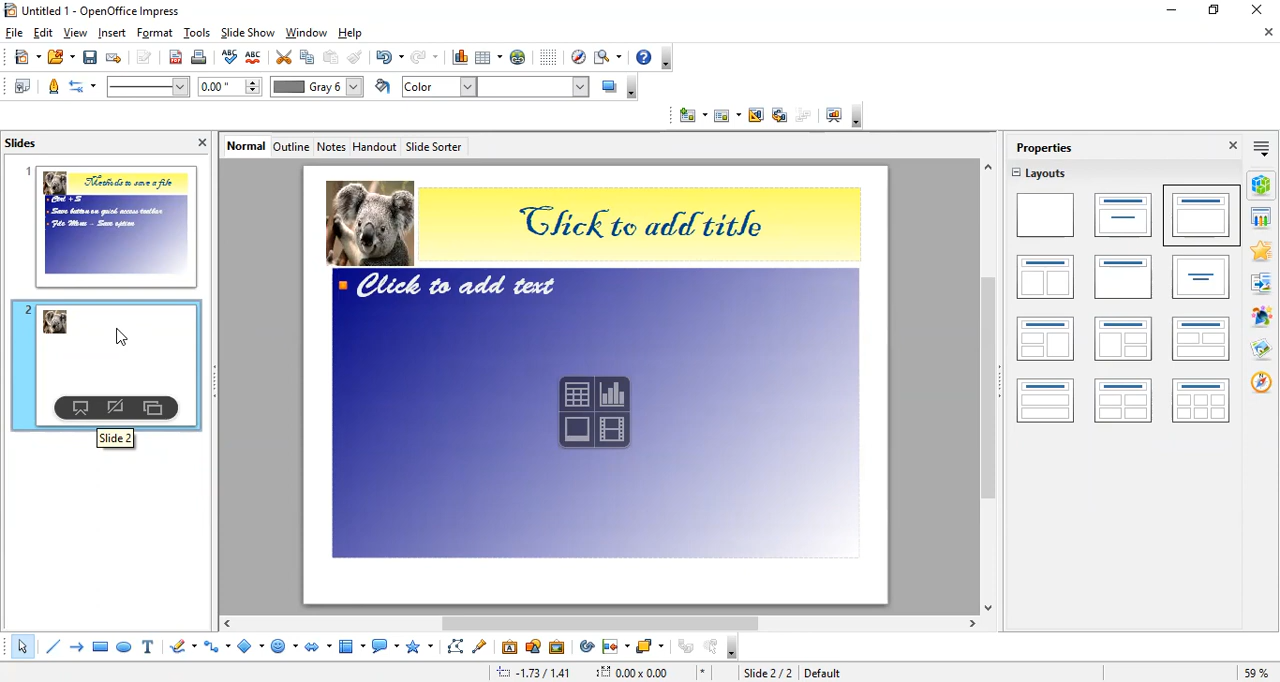 Untitled 1 - OpenOffice Impress
File Edit View Insert Format Tools Slide Show Window Help
0.00 " Gray 6 Color
Slides
1
Methods to save a file
Ctrl + S
Save button on quick access toolbar
File Menu – Save option
2
Slide 2
Normal Outline Notes Handout Slide Sorter
Click to add title
Click to add text
Properties
Layouts
-1.73 / 1.41 0.00 x 0.00 * Slide 2 / 2 Default 59 %